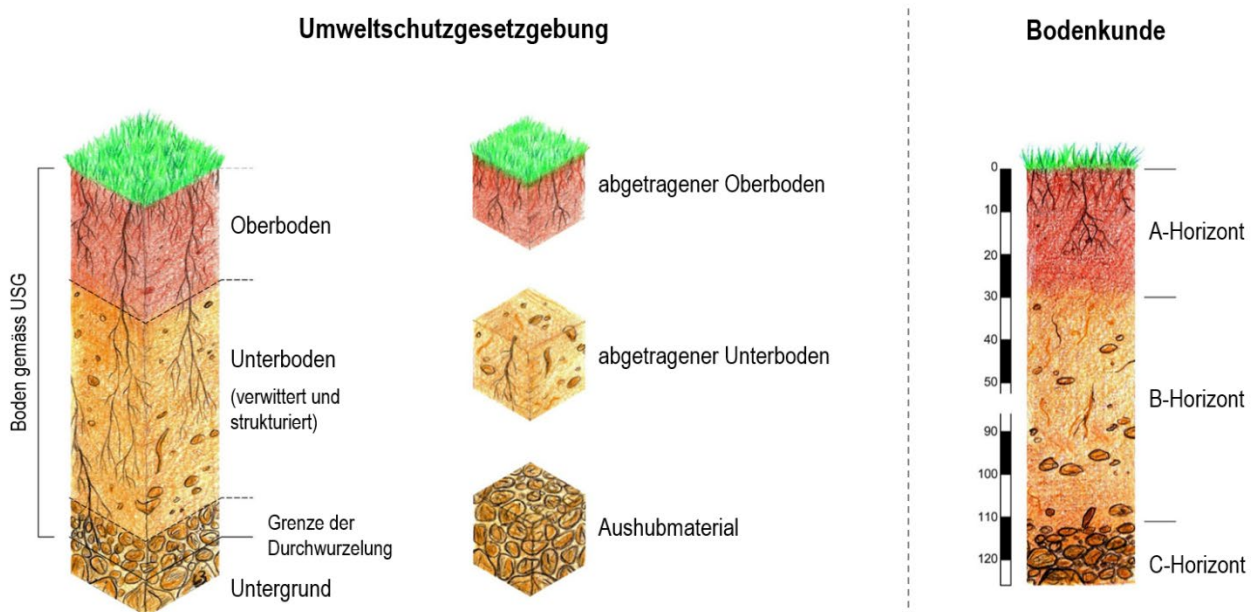 Umweltschutzgesetzgebung
Boden gemäss USG
Oberboden
Unterboden
(verwittert und
strukturiert)
Grenze der
Durchwurzelung
Untergrund
abgetragener Oberboden
abgetragener Unterboden
Aushubmaterial
Bodenkunde
0
10
20
30
40
50
90
100
110
120
A-Horizont
B-Horizont
C-Horizont